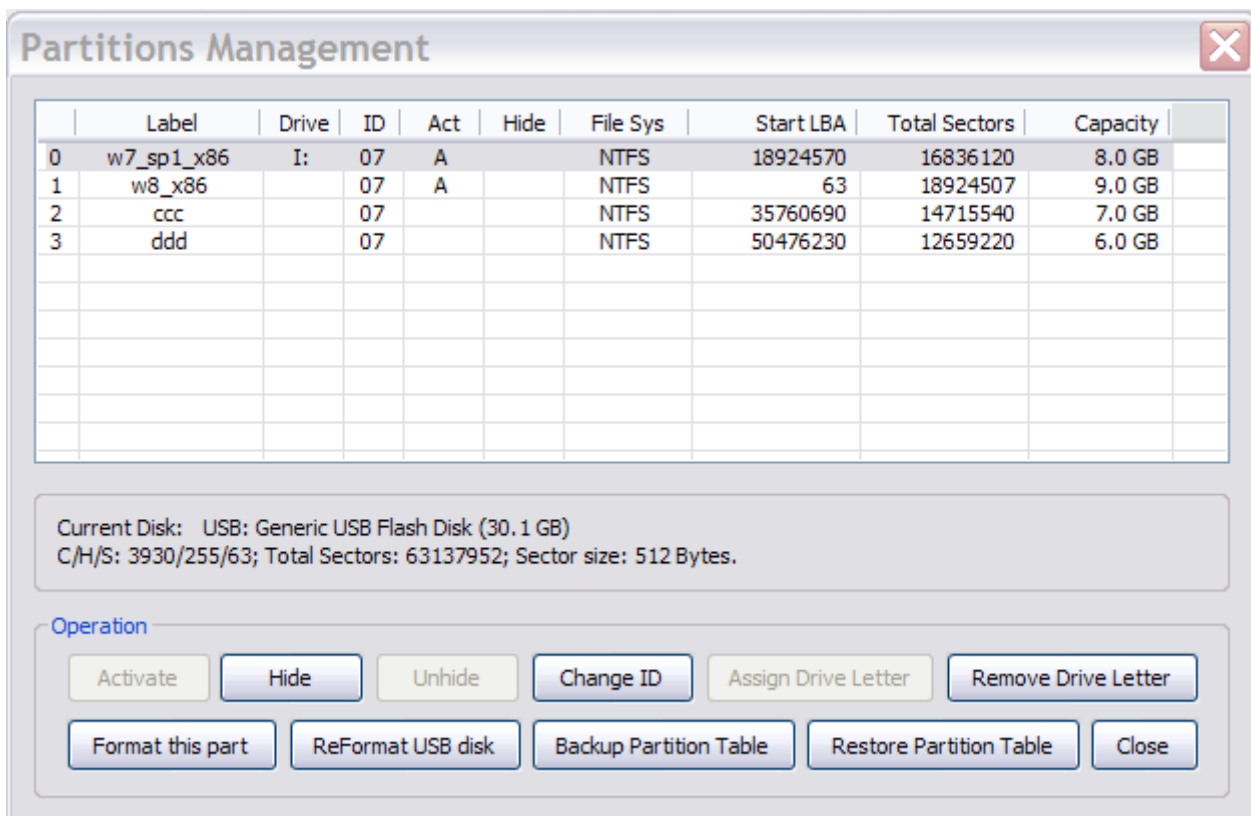 Partitions Management
Label Drive ID Act Hide File Sys Start LBA Total Sectors Capacity
0 w7_sp1_x86 I: 07 A NTFS 18924570 16836120 8.0 GB
1 w8_x86 07 A NTFS 63 18924507 9.0 GB
2 ccc 07 NTFS 35760690 14715540 7.0 GB
3 ddd 07 NTFS 50476230 12659220 6.0 GB
Current Disk: USB: Generic USB Flash Disk (30.1 GB)
C/H/S: 3930/255/63; Total Sectors: 63137952; Sector size: 512 Bytes.
Operation
Activate Hide Unhide Change ID Assign Drive Letter Remove Drive Letter
Format this part ReFormat USB disk Backup Partition Table Restore Partition Table Close